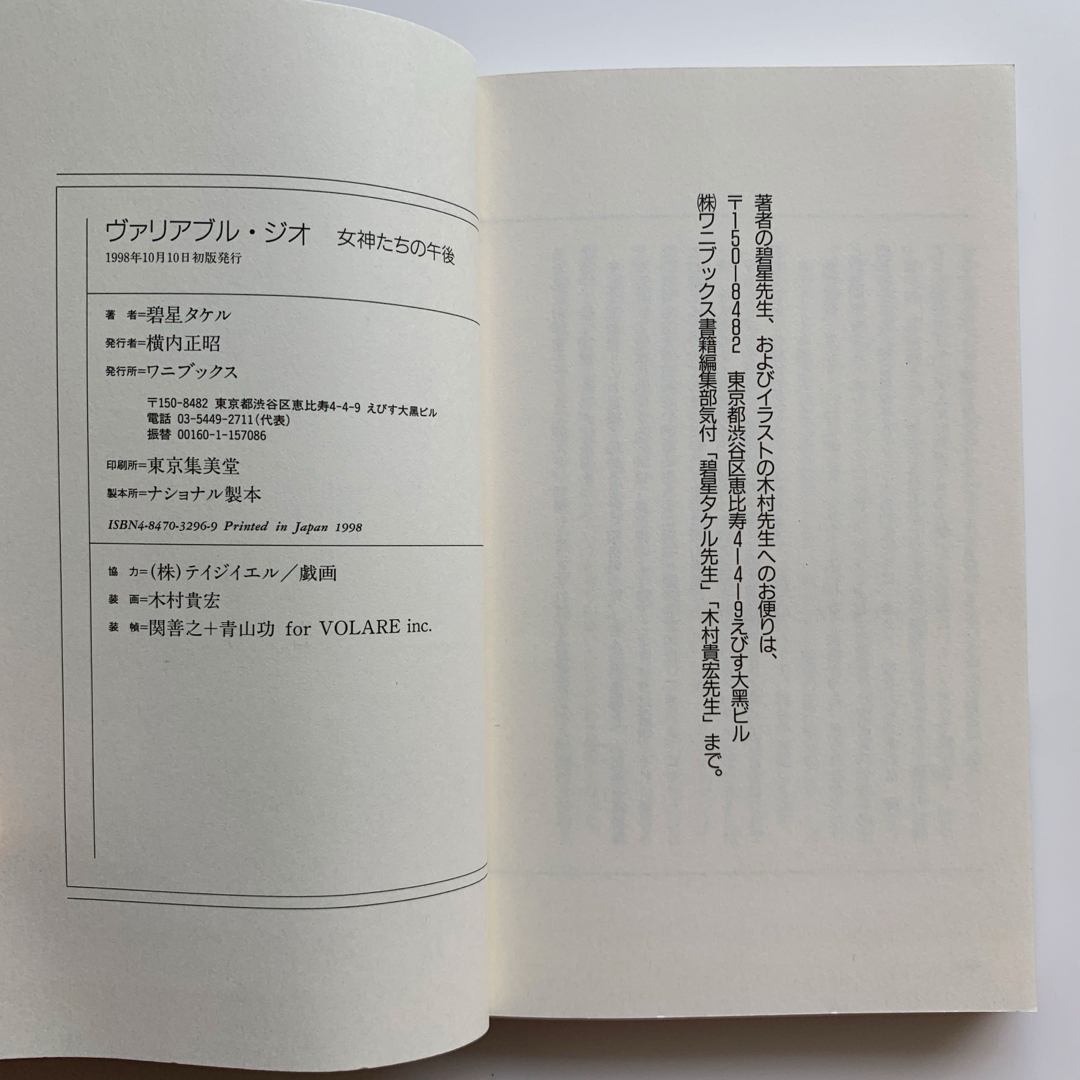 著者の碧星先生、およびイラストの木村先生へのお便りは、
〒150-8482 東京都渋谷区恵比寿4-4-9えびす大黒ビル
㈱ワニブックス書籍編集部気付「碧星タケル先生」「木村貴宏先生」まで。
ヴァリアブル・ジオ 女神たちの午後
1998年10月10日初版発行
著 者=碧星タケル
発行者=横内正昭
発行所=ワニブックス
〒150-8482 東京都渋谷区恵比寿4-4-9 えびす大黒ビル
電話 03-5449-2711(代表)
振替 00160-1-157086
印刷所=東京集美堂
製本所=ナショナル製本
ISBN4-8470-3296-9 Printed in Japan 1998
協 力=(株)テイジイエル/戯画
装 画=木村貴宏
装 幀=関善之+青山功 for VOLARE inc.